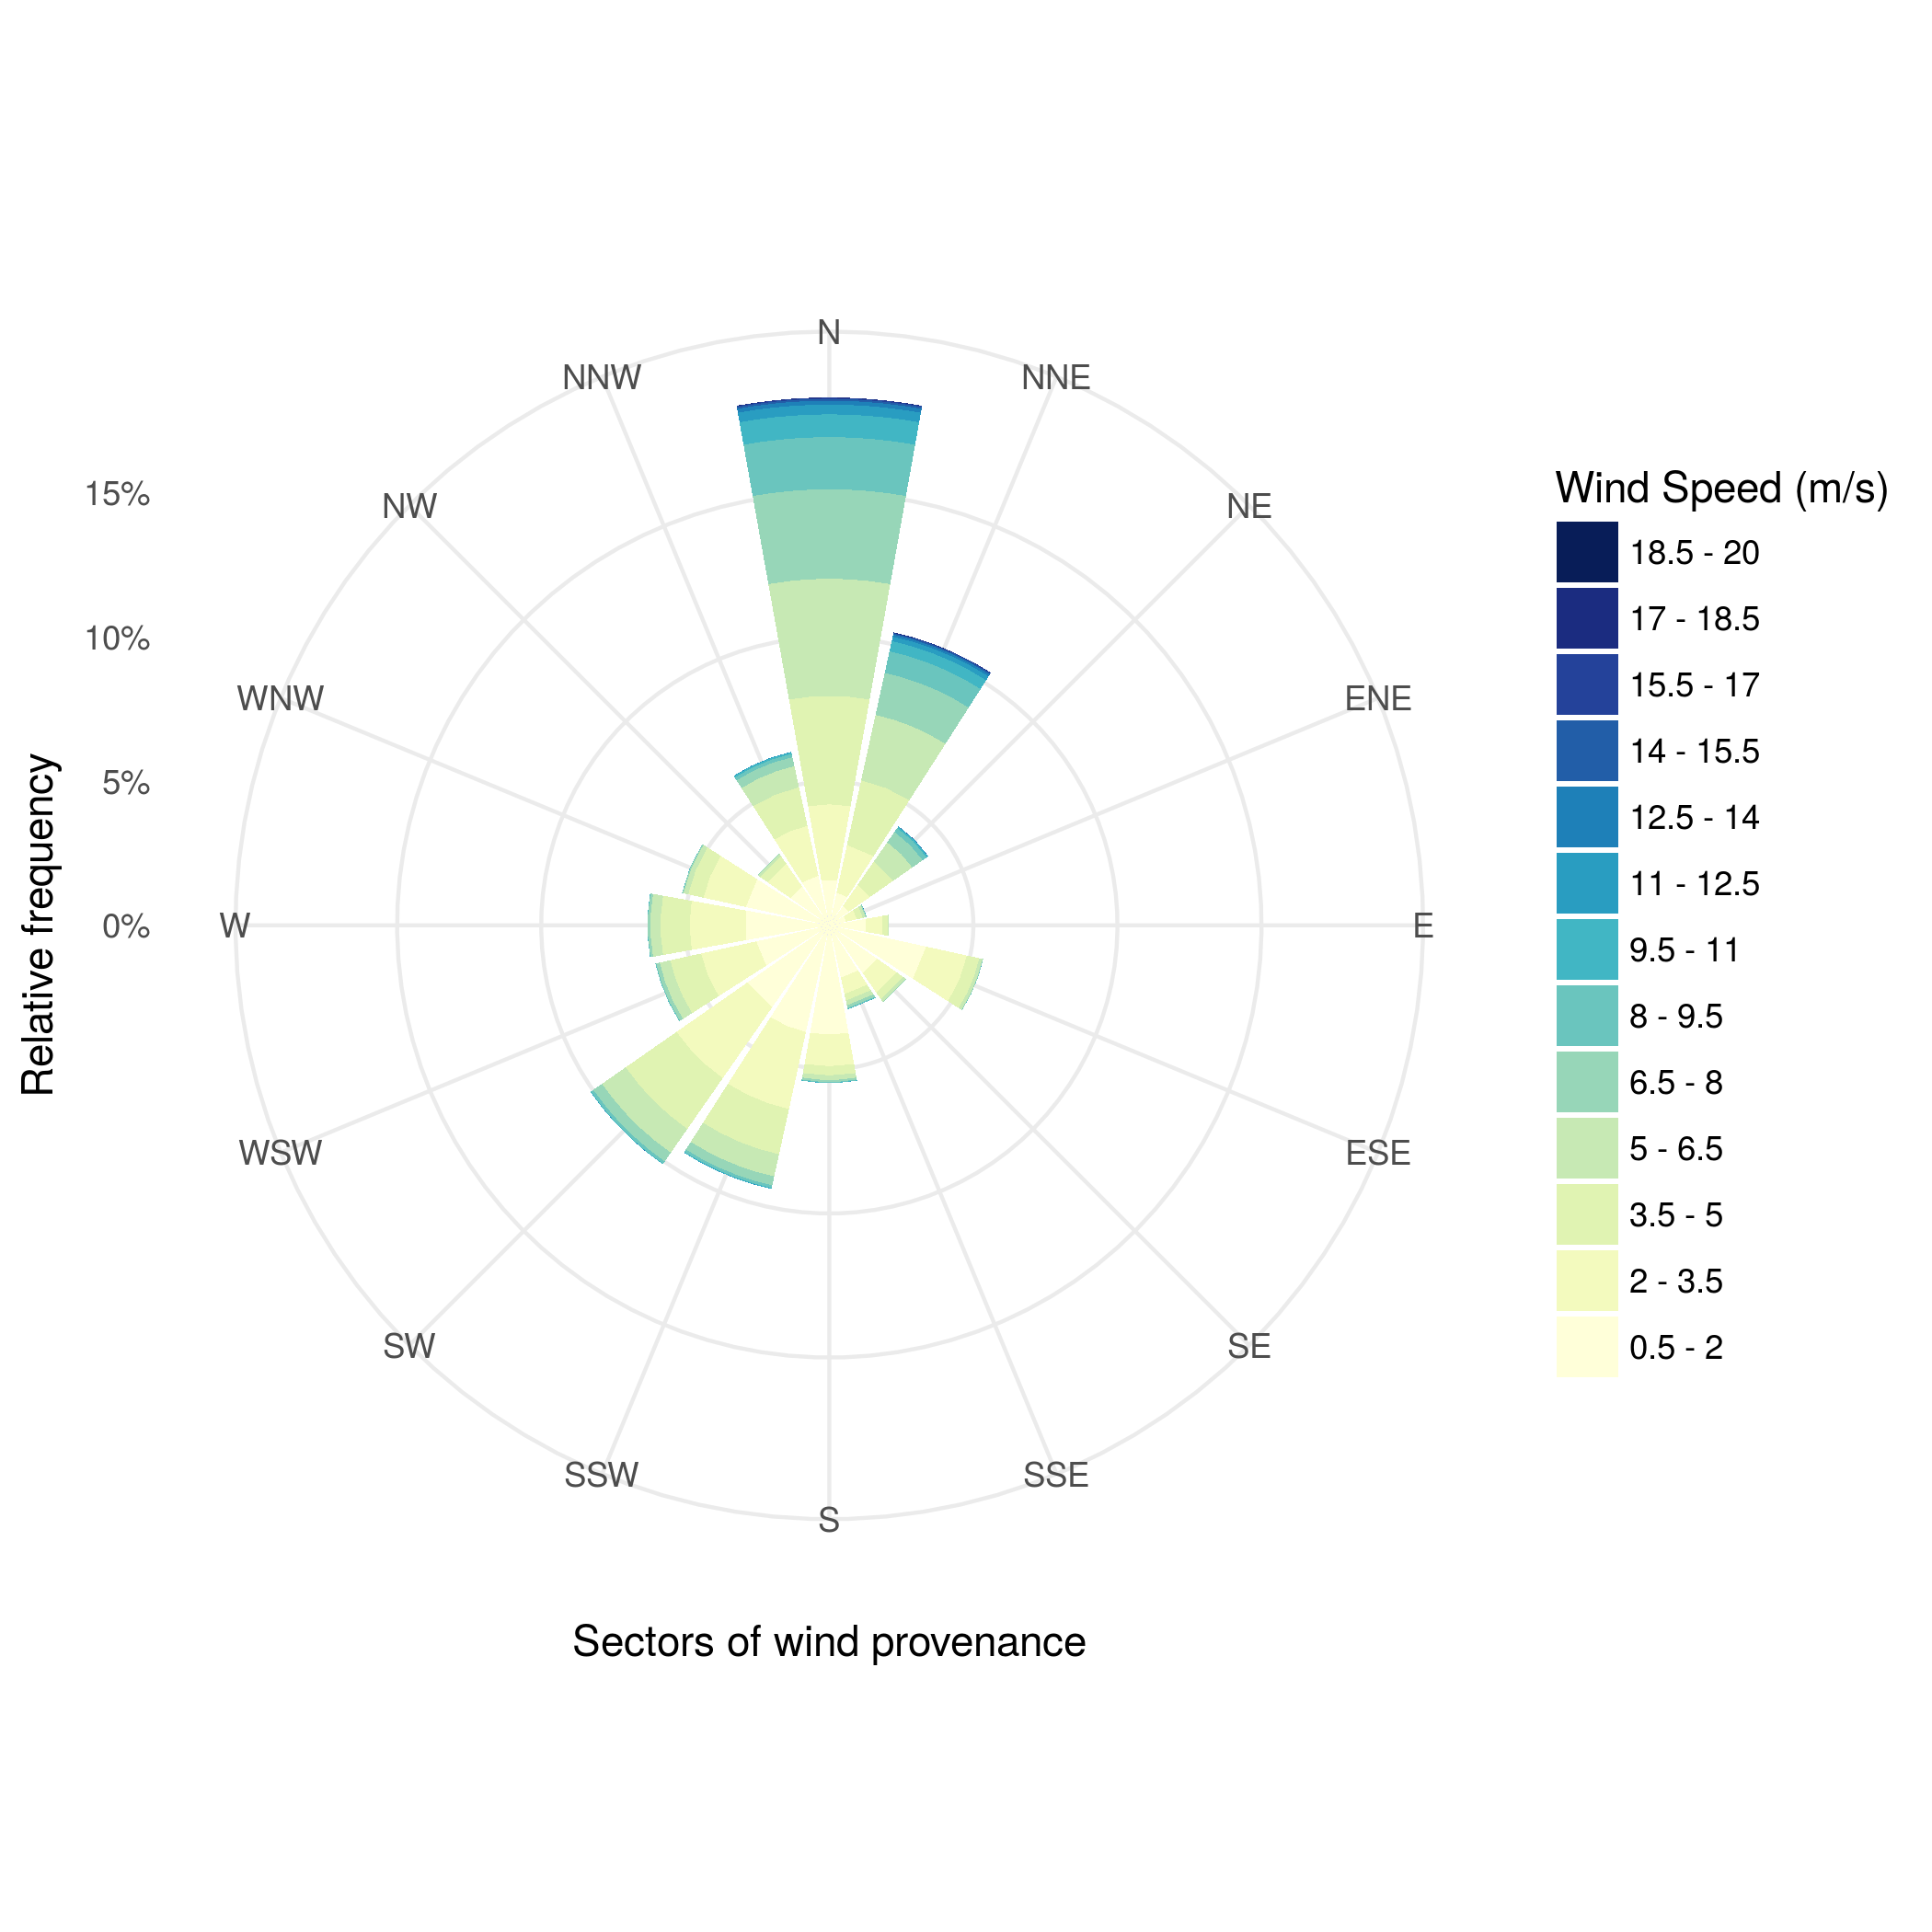 N
NNW
NNE
NW
NE
WNW
ENE
W
E
WSW
ESE
SW
SE
SSW
SSE
S
15%
10%
5%
0%
Relative frequency
Sectors of wind provenance
Wind Speed (m/s)
18.5 - 20
17 - 18.5
15.5 - 17
14 - 15.5
12.5 - 14
11 - 12.5
9.5 - 11
8 - 9.5
6.5 - 8
5 - 6.5
3.5 - 5
2 - 3.5
0.5 - 2